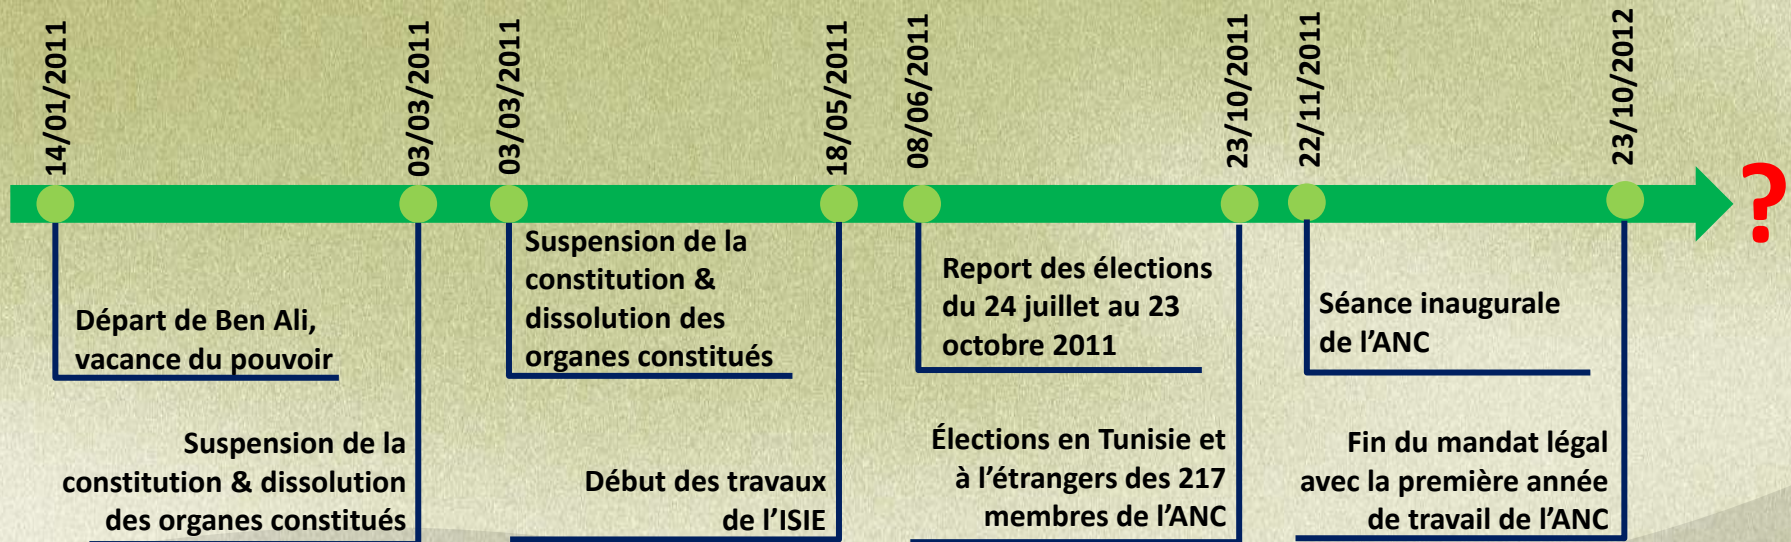 14/01/2011
03/03/2011
03/03/2011
18/05/2011
08/06/2011
23/10/2011
22/11/2011
23/10/2012
?
Départ de Ben Ali,
vacance du pouvoir
Suspension de la
constitution & dissolution
des organes constitués
Suspension de la
constitution &
dissolution des
organes constitués
Début des travaux
de l’ISIE
Report des élections
du 24 juillet au 23
octobre 2011
Élections en Tunisie et
à l’étrangers des 217
membres de l’ANC
Séance inaugurale
de l’ANC
Fin du mandat légal
avec la première année
de travail de l’ANC